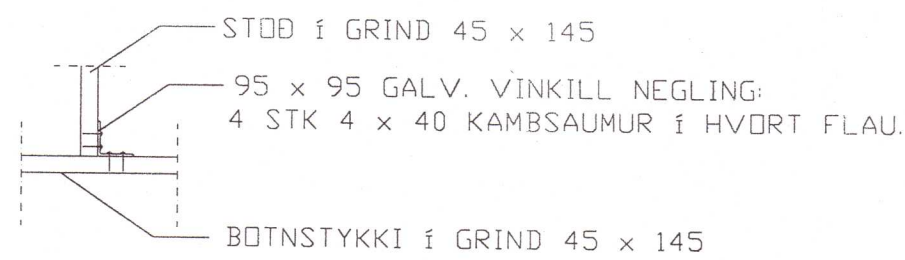 STOÐ Í GRIND 45 x 145
95 x 95 GALV. VINKILL NEGLING:
4 STK 4 x 40 KAMBSAUMUR Í HVORT FLAU.
BOTNSTYKKI Í GRIND 45 x 145